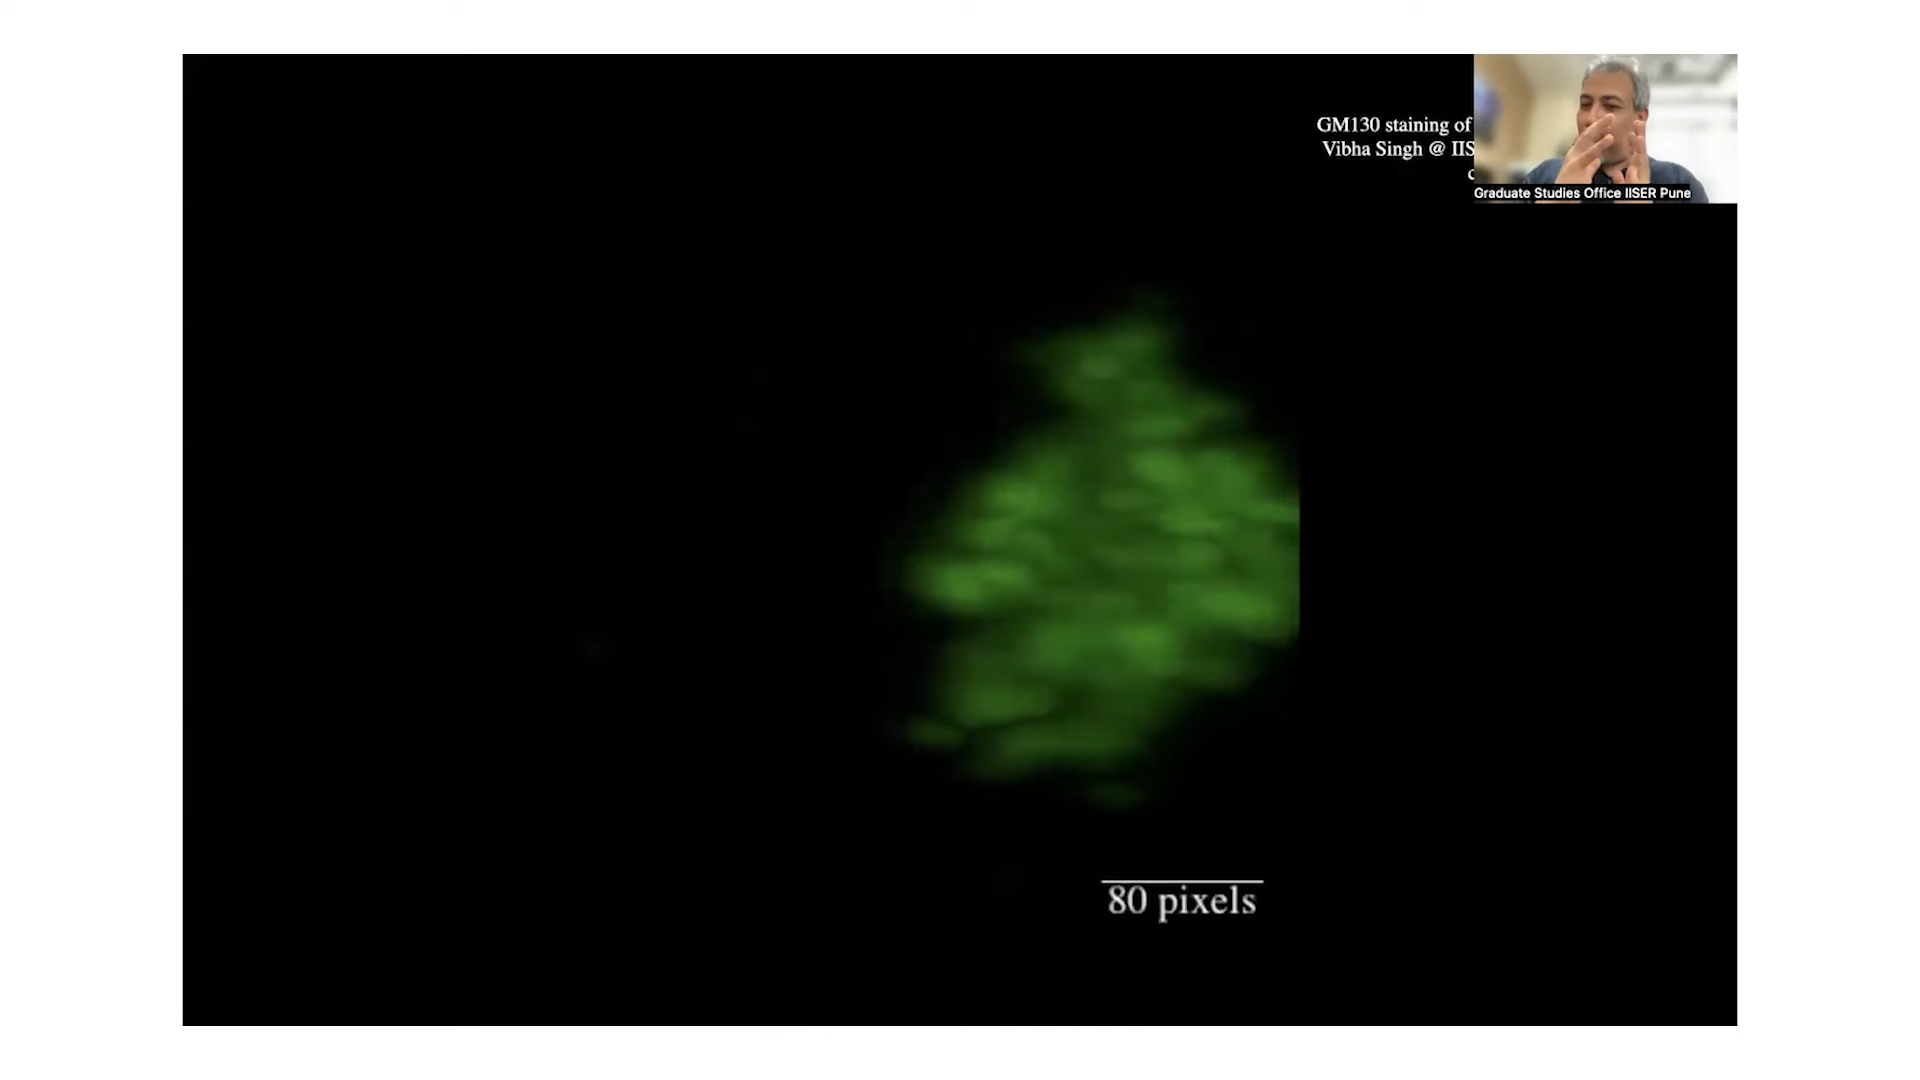 GM130 staining of
Vibha Singh @ IIS
Graduate Studies Office IISER Pune
80 pixels